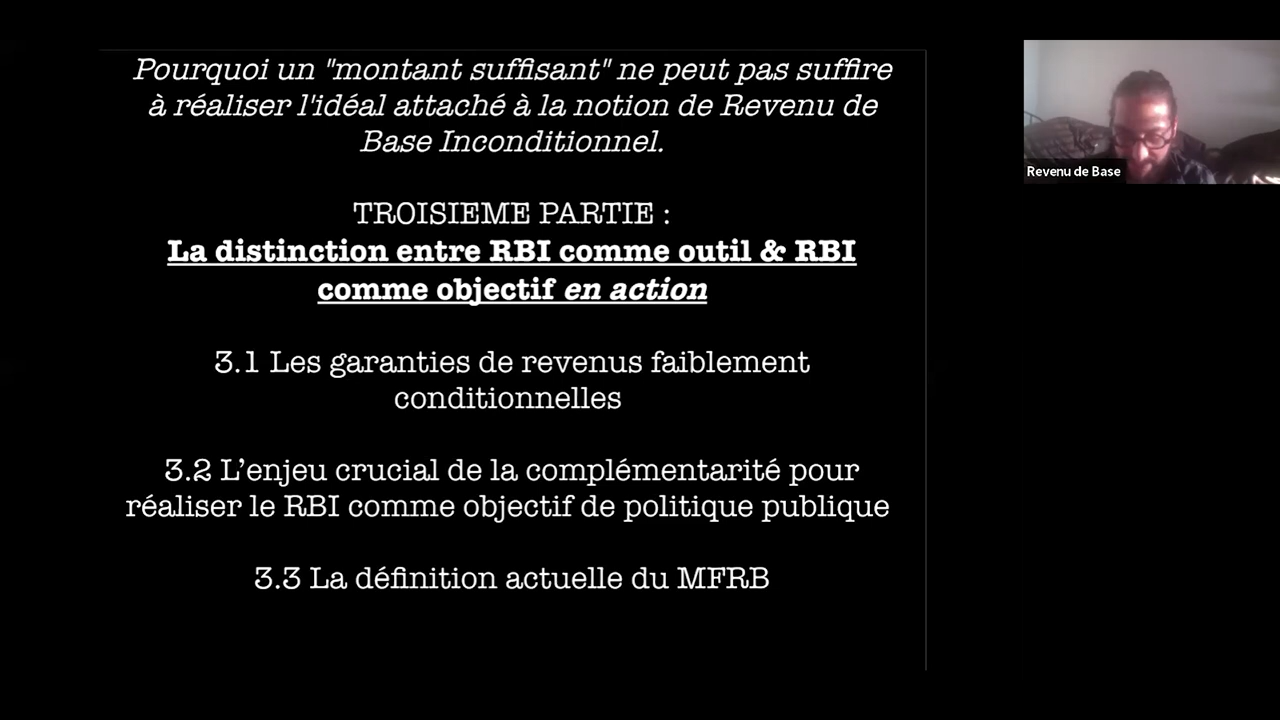 Pourquoi un "montant suffisant" ne peut pas suffire
à réaliser l'idéal attaché à la notion de Revenu de
Base Inconditionnel.
TROISIEME PARTIE :
La distinction entre RBI comme outil & RBI
comme objectif en action
3.1 Les garanties de revenus faiblement
conditionnelles
3.2 L’enjeu crucial de la complémentarité pour
réaliser le RBI comme objectif de politique publique
3.3 La définition actuelle du MFRB
Revenu de Base